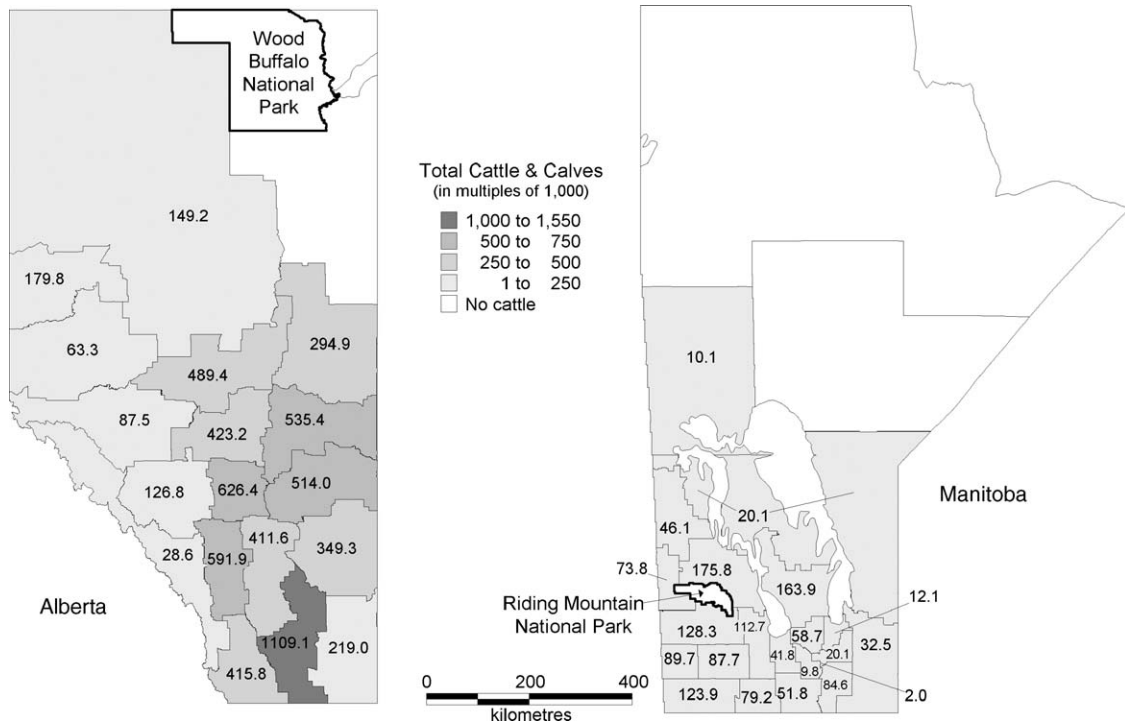 Wood
Buffalo
National
Park
149.2
179.8
63.3
294.9
489.4
87.5
423.2
535.4
126.8
626.4
514.0
28.6
591.9
411.6
349.3
Alberta
1109.1
219.0
415.8
Total Cattle & Calves
(in multiples of 1,000)
1,000 to 1,550
500 to 750
250 to 500
1 to 250
No cattle
0 200 400
kilometres
10.1
Manitoba
20.1
46.1
73.8
175.8
163.9
12.1
Riding Mountain
National Park
128.3
112.7
58.7
32.5
89.7
87.7
41.8
20.1
9.8
2.0
123.9
79.2
51.8
84.6